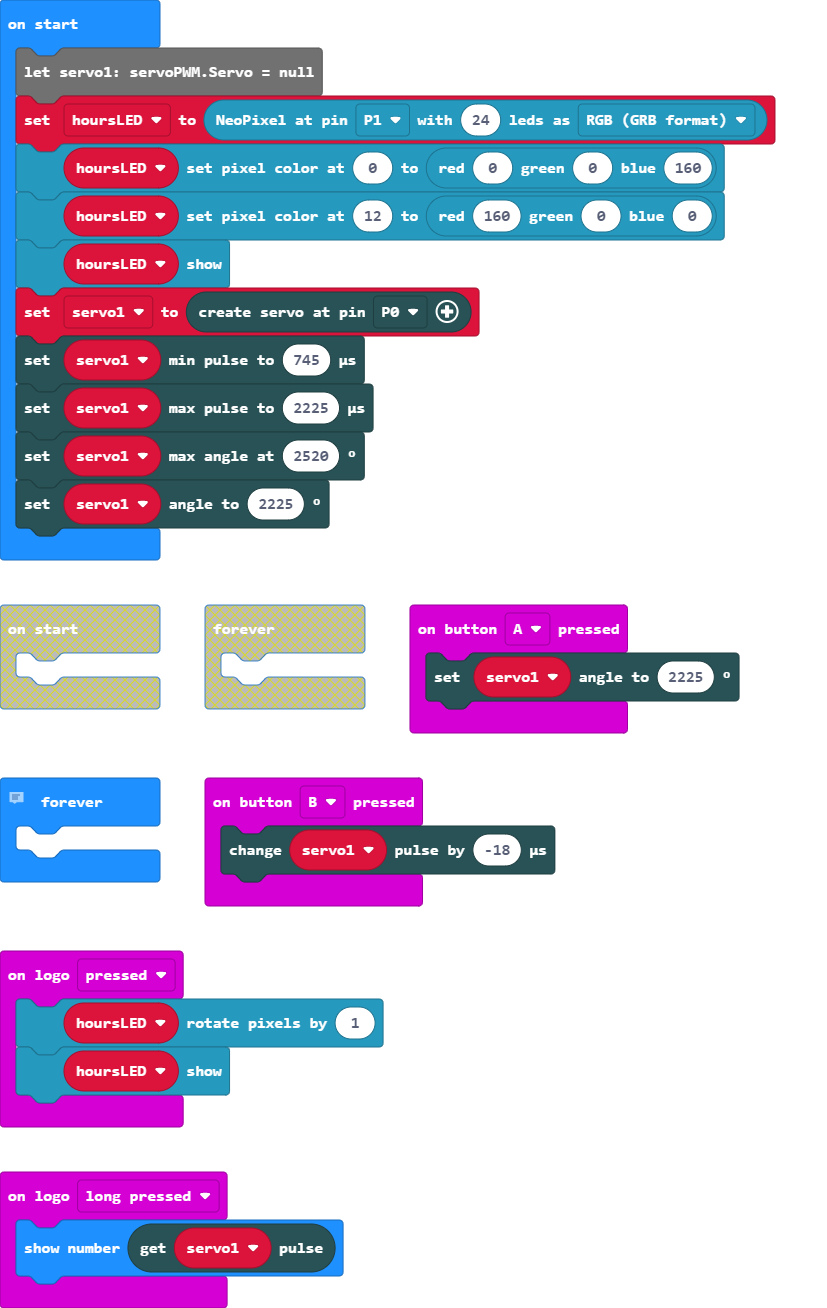 on start
let servo1: servoPWM.Servo = null
set hoursLED to NeoPixel at pin P1 with 24 leds as RGB (GRB format)
hoursLED set pixel color at 0 to red 0 green 0 blue 160
hoursLED set pixel color at 12 to red 160 green 0 blue 0
hoursLED show
set servo1 to create servo at pin P0
set servo1 min pulse to 745 µs
set servo1 max pulse to 2225 µs
set servo1 max angle at 2520 °
set servo1 angle to 2225 °
on start
forever
on button A pressed
set servo1 angle to 2225 °
forever
on button B pressed
change servo1 pulse by -18 µs
on logo pressed
hoursLED rotate pixels by 1
hoursLED show
on logo long pressed
show number get servo1 pulse